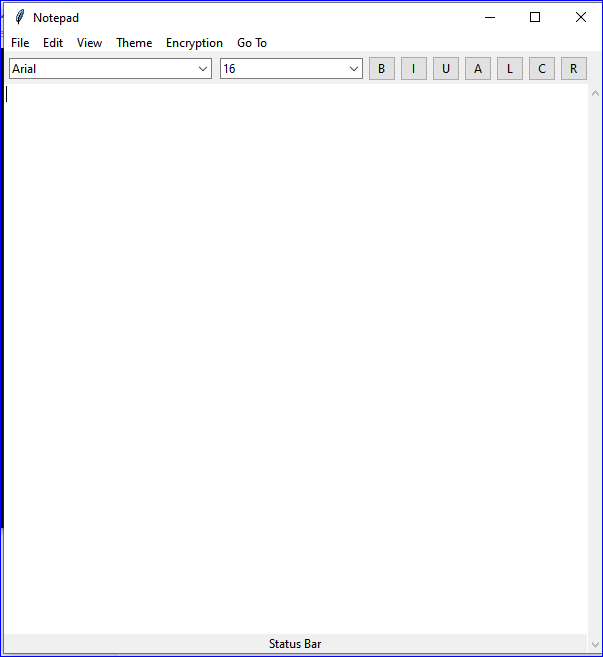 Notepad
File Edit View Theme Encryption Go To
Arial 16 B I U A L C R
Status Bar